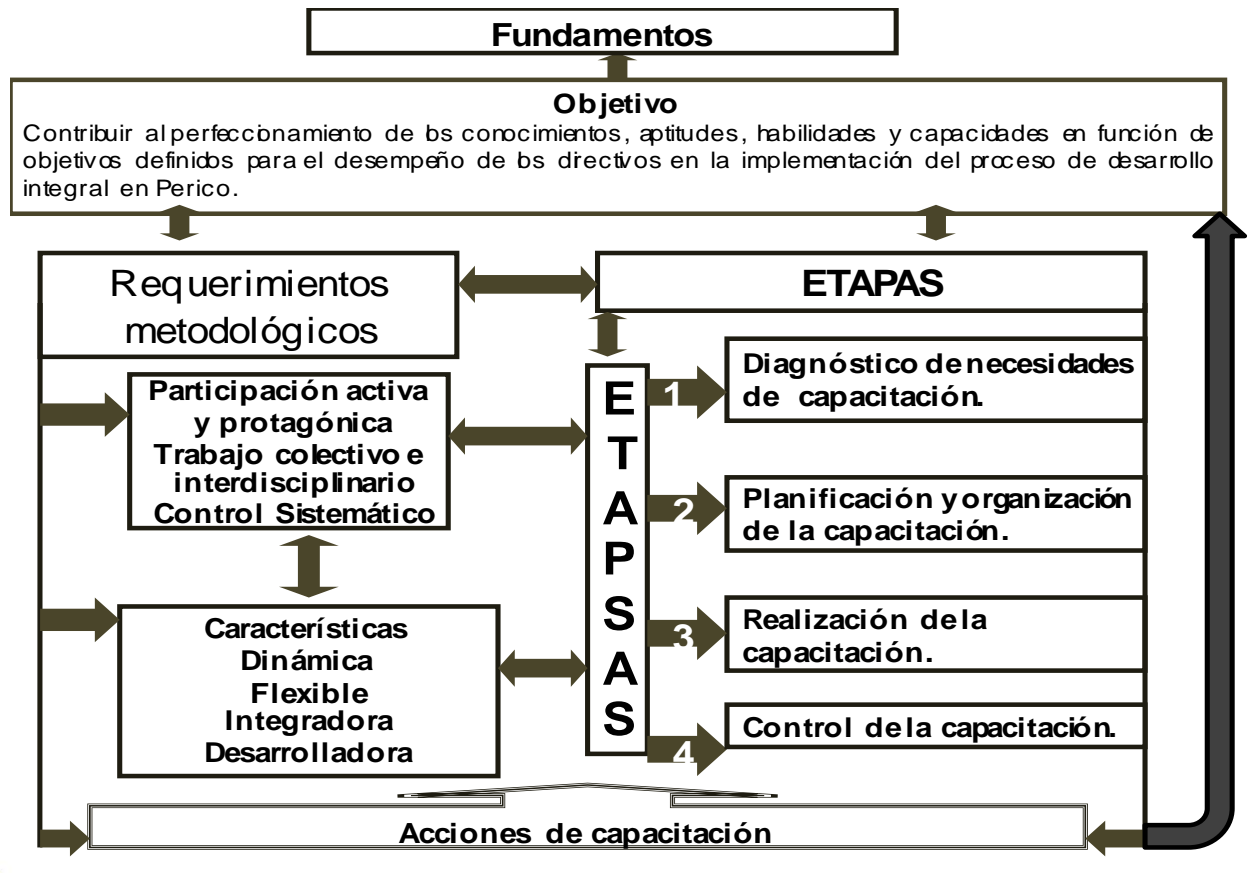 Fundamentos
Objetivo
Contribuir al perfeccionamiento de los conocimientos, aptitudes, habilidades y capacidades en función de
objetivos definidos para el desempeño de los directivos en la implementación del proceso de desarrollo
integral en Perico.
Requerimientos
metodológicos
ETAPAS
Participación activa
y protagónica
Trabajo colectivo e
interdisciplinario
Control Sistemático
Características
Dinámica
Flexible
Integradora
Desarrolladora
E
T
A
P
S
A
S
1
Diagnóstico de necesidades
de capacitación.
2
Planificación y organización
de la capacitación.
3
Realización de la
capacitación.
4
Control de la capacitación.
Acciones de capacitación